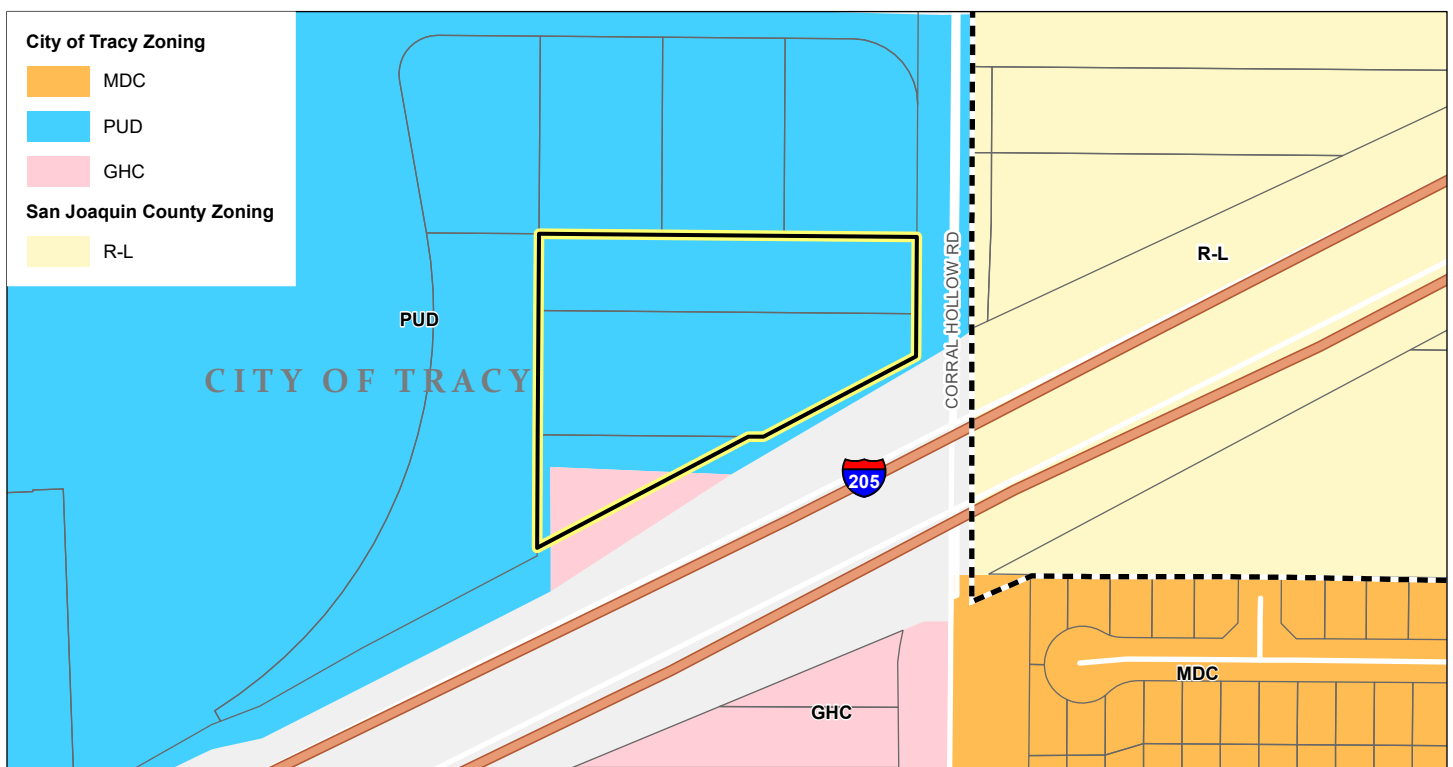 City of Tracy Zoning
MDC
PUD
GHC
San Joaquin County Zoning
R-L
CORRAL HOLLOW RD
R-L
PUD
CITY OF TRACY
205
MDC
GHC